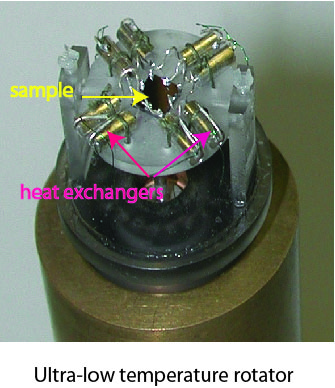 sample
heat exchangers
Ultra-low temperature rotator